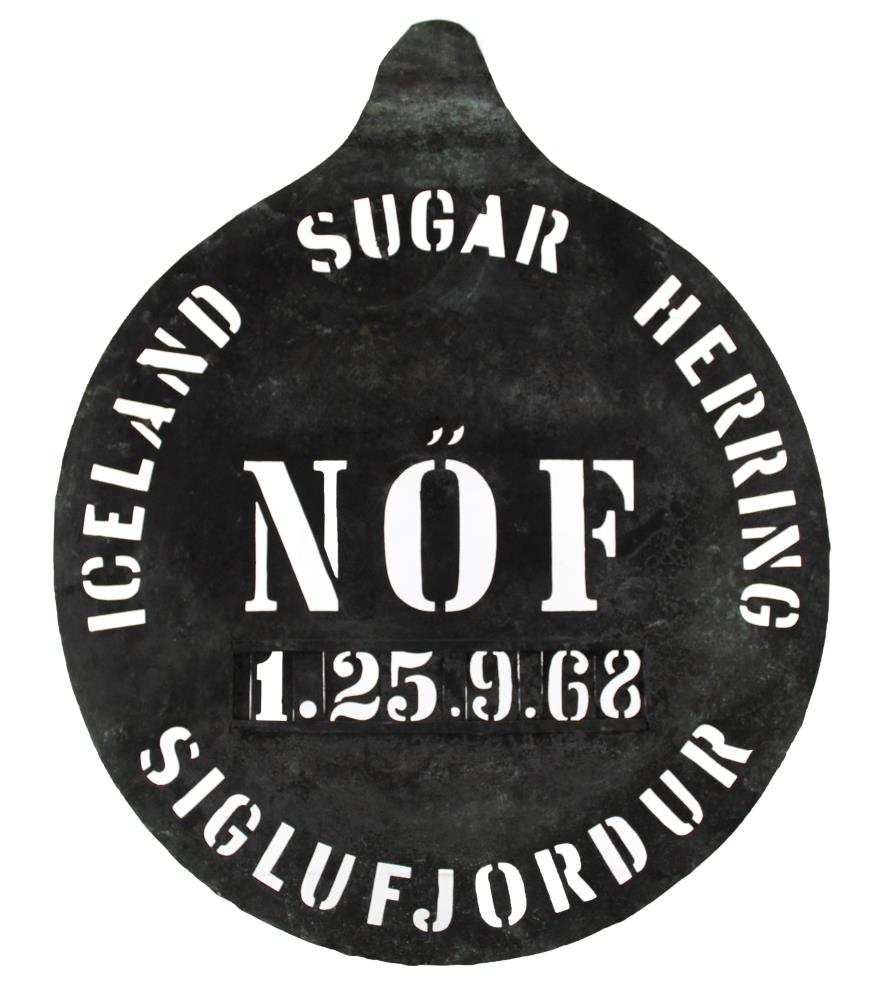 ICELAND SUGAR HERRING
NŐF
1.25.9.68
SIGLUFJORDUR